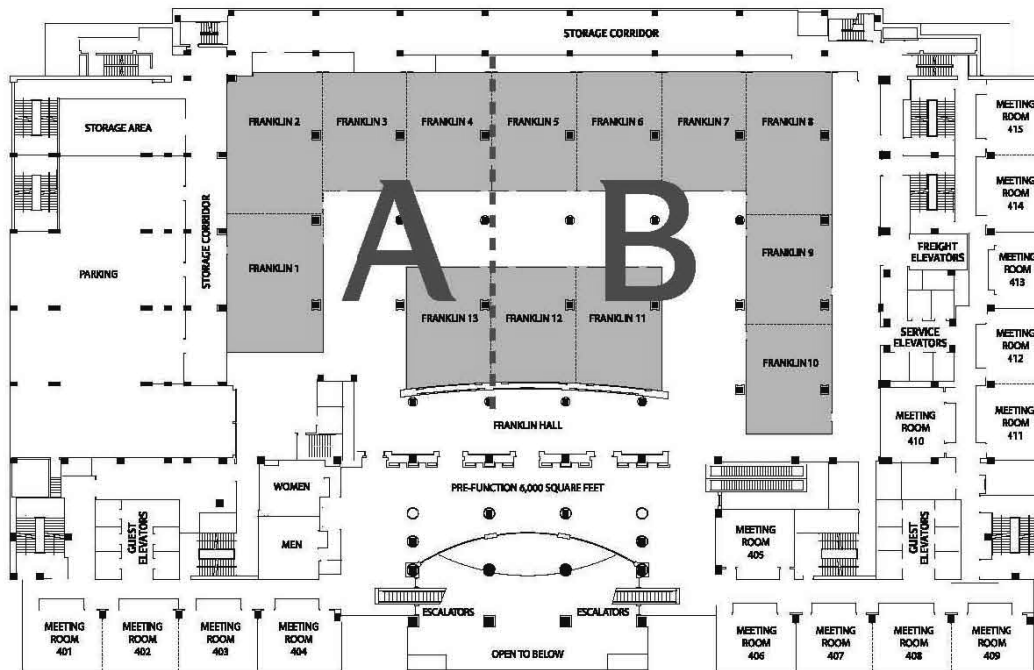 STORAGE CORRIDOR
STORAGE AREA
FRANKLIN 2
FRANKLIN 3
FRANKLIN 4
FRANKLIN 5
FRANKLIN 6
FRANKLIN 7
FRANKLIN 8
MEETING
ROOM
415
MEETING
ROOM
414
A
B
PARKING
STORAGE CORRIDOR
FRANKLIN 1
FRANKLIN 9
FREIGHT
ELEVATORS
MEETING
ROOM
413
FRANKLIN 13
FRANKLIN 12
FRANKLIN 11
SERVICE
ELEVATORS
MEETING
ROOM
412
FRANKLIN 10
FRANKLIN HALL
MEETING
ROOM
410
MEETING
ROOM
411
WOMEN
PRE-FUNCTION 6,000 SQUARE FEET
GUEST
ELEVATORS
MEN
MEETING
ROOM
405
GUEST
ELEVATORS
ESCALATORS
ESCALATORS
MEETING
ROOM
401
MEETING
ROOM
402
MEETING
ROOM
403
MEETING
ROOM
404
OPEN TO BELOW
MEETING
ROOM
406
MEETING
ROOM
407
MEETING
ROOM
408
MEETING
ROOM
409